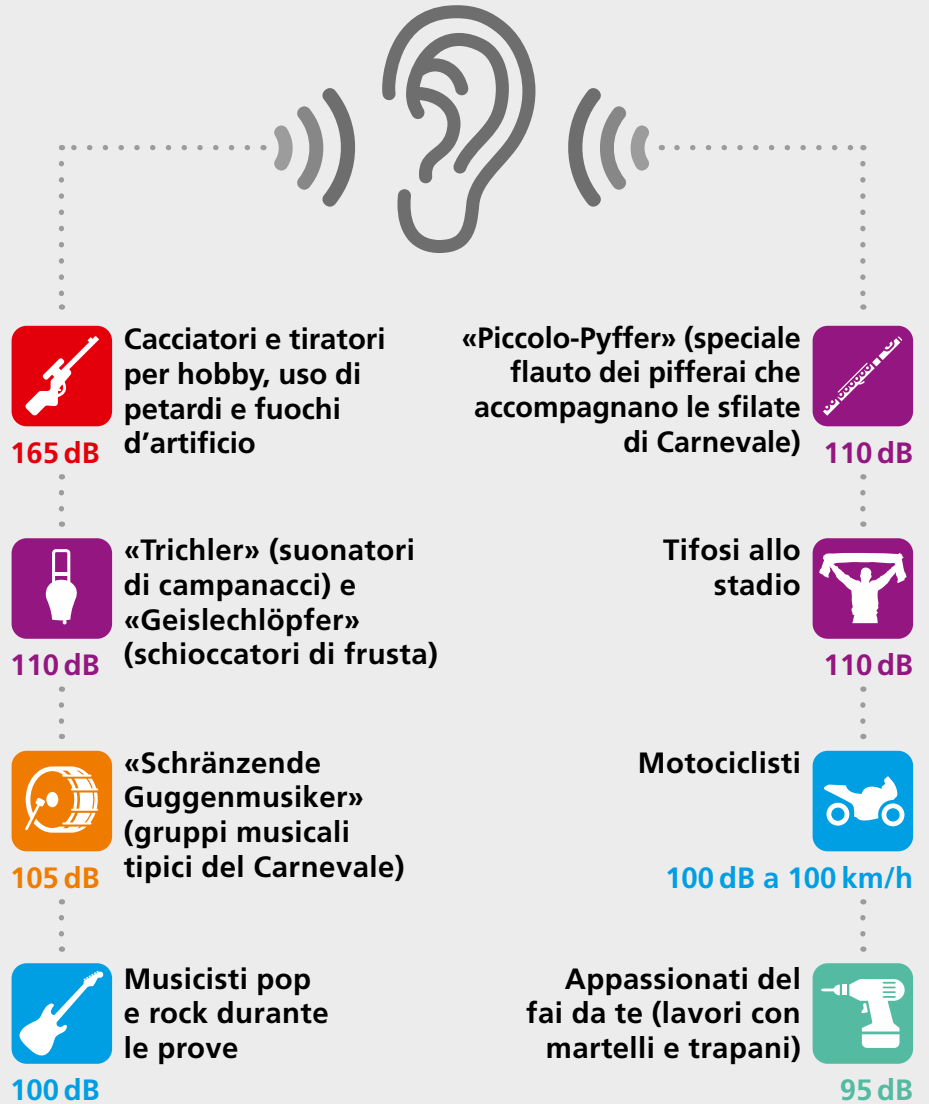 Cacciatori e tiratori
per hobby, uso di
petardi e fuochi
d'artificio
165 dB
«Trichler» (suonatori
di campanacci) e
«Geislechlöpfer»
(schioccatori di frusta)
110 dB
«Schränzende
Guggenmusiker»
(gruppi musicali
tipici del Carnevale)
105 dB
Musicisti pop
e rock durante
le prove
100 dB
«Piccolo-Pyffer» (speciale
flauto dei pifferai che
accompagnano le sfilate
di Carnevale)
110 dB
Tifosi allo
stadio
110 dB
Motociclisti
100 dB a 100 km/h
Appassionati del
fai da te (lavori con
martelli e trapani)
95 dB